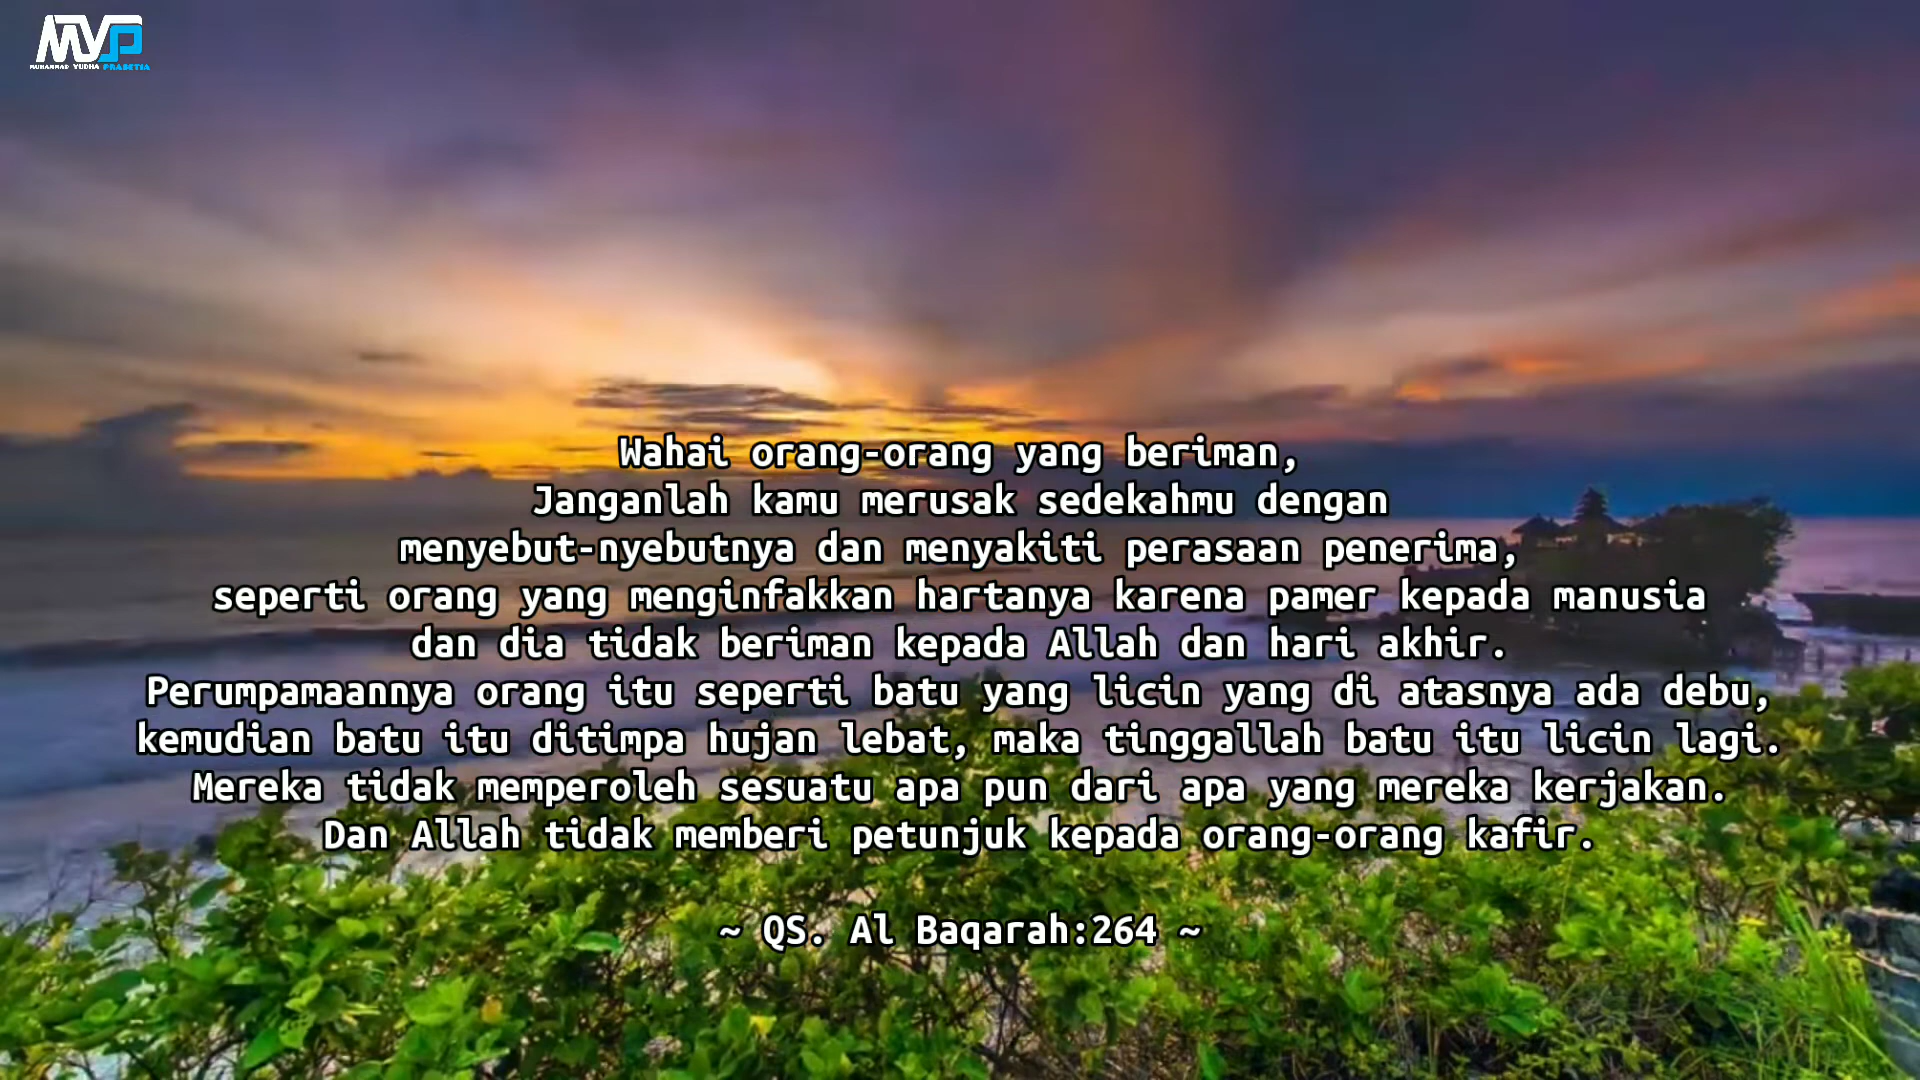 MYP
MUHAMMAD YUDHA PRASETIA
Wahai orang-orang yang beriman,
Janganlah kamu merusak sedekahmu dengan
menyebut-nyebutnya dan menyakiti perasaan penerima,
seperti orang yang menginfakkan hartanya karena pamer kepada manusia
dan dia tidak beriman kepada Allah dan hari akhir.
Perumpamaannya orang itu seperti batu yang licin yang di atasnya ada debu,
kemudian batu itu ditimpa hujan lebat, maka tinggallah batu itu licin lagi.
Mereka tidak memperoleh sesuatu apa pun dari apa yang mereka kerjakan.
Dan Allah tidak memberi petunjuk kepada orang-orang kafir.
~ QS. Al Baqarah:264 ~